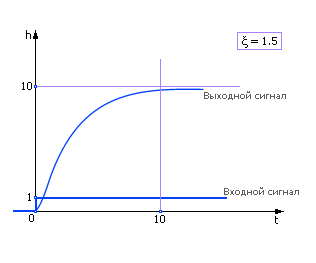 h
ξ = 1.5
10
Выходной сигнал
1
Входной сигнал
0
10
t